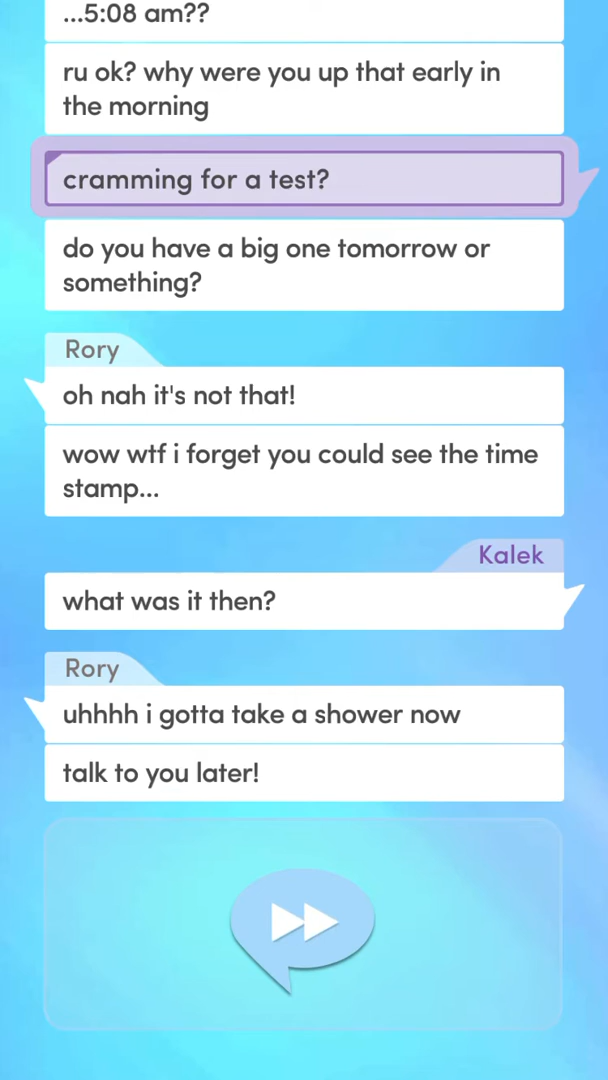 ...5:08 am??
ru ok? why were you up that early in
the morning
cramming for a test?
do you have a big one tomorrow or
something?
Rory
oh nah it's not that!
wow wtf i forget you could see the time
stamp...
Kalek
what was it then?
Rory
uhhhh i gotta take a shower now
talk to you later!